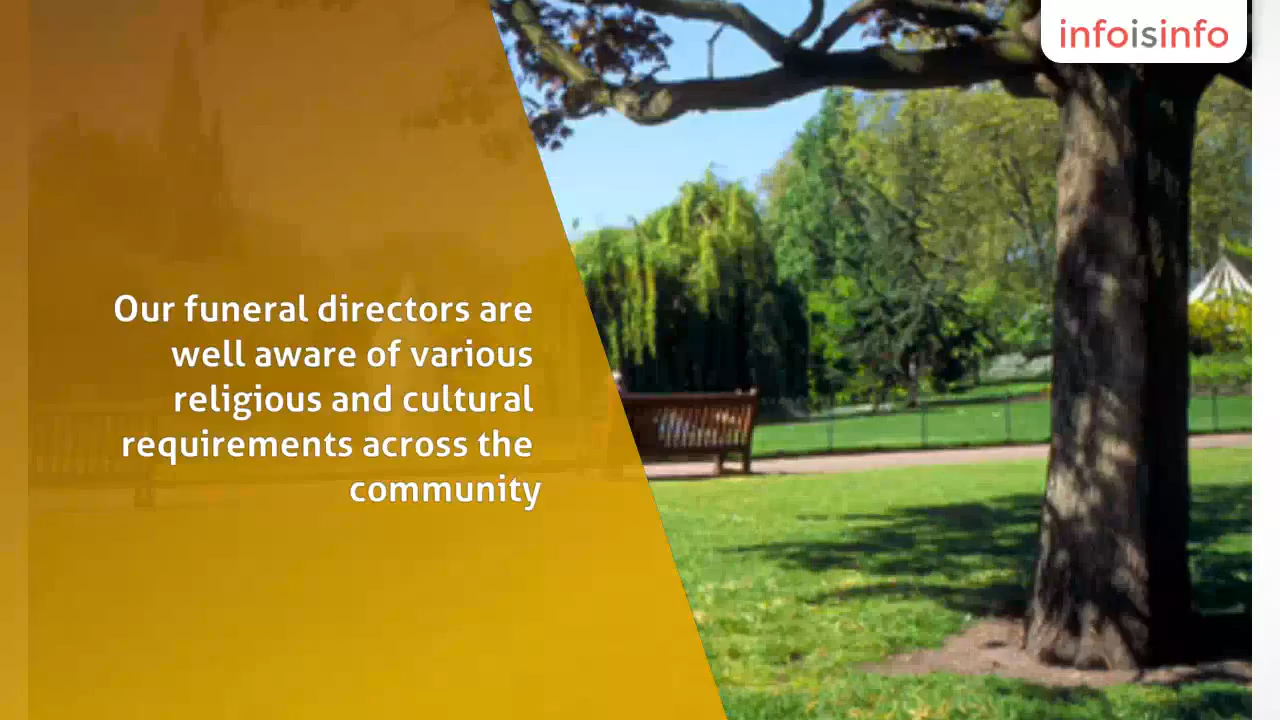 infoisinfo
Our funeral directors are
well aware of various
religious and cultural
requirements across the
community